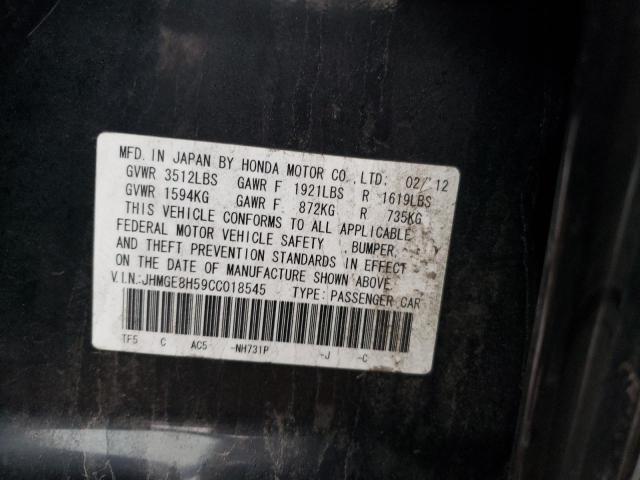 MFD. IN JAPAN BY HONDA MOTOR CO.,LTD: 02/12
GVWR 3512LBS GAWR F 1921LBS R 1619LBS
GVWR 1594KG GAWR F 872KG R 735KG
THIS VEHICLE CONFORMS TO ALL APPLICABLE
FEDERAL MOTOR VEHICLE SAFETY ,BUMPER,
AND THEFT PREVENTION STANDARDS IN EFFECT
ON THE DATE OF MANUFACTURE SHOWN ABOVE.
V.I.N.:JHMGE8H59CC018545 TYPE: PASSENGER CAR
TF5 C AC5 -NH731P -J -C